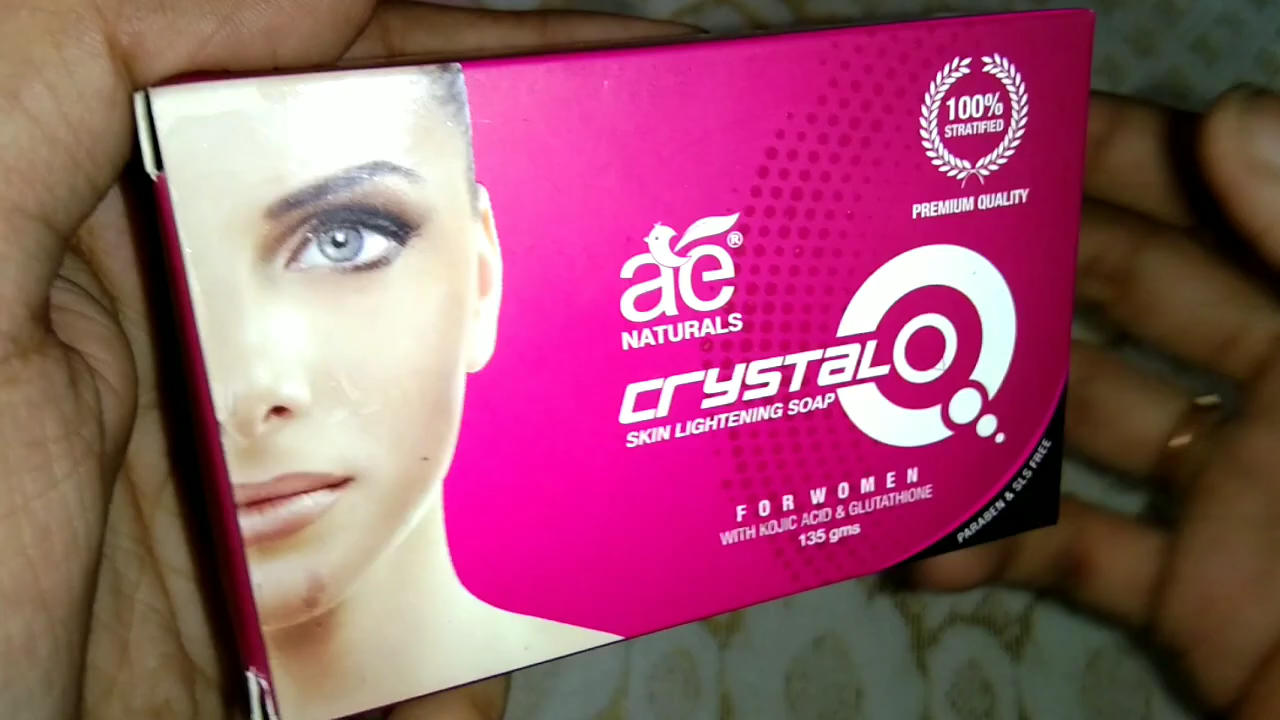 100%
STRATIFIED
PREMIUM QUALITY
ae®
NATURALS
CRYSTAL
SKIN LIGHTENING SOAP
FOR WOMEN
WITH KOJIC ACID & GLUTATHIONE
135 gms
PARABEN & SLS FREE